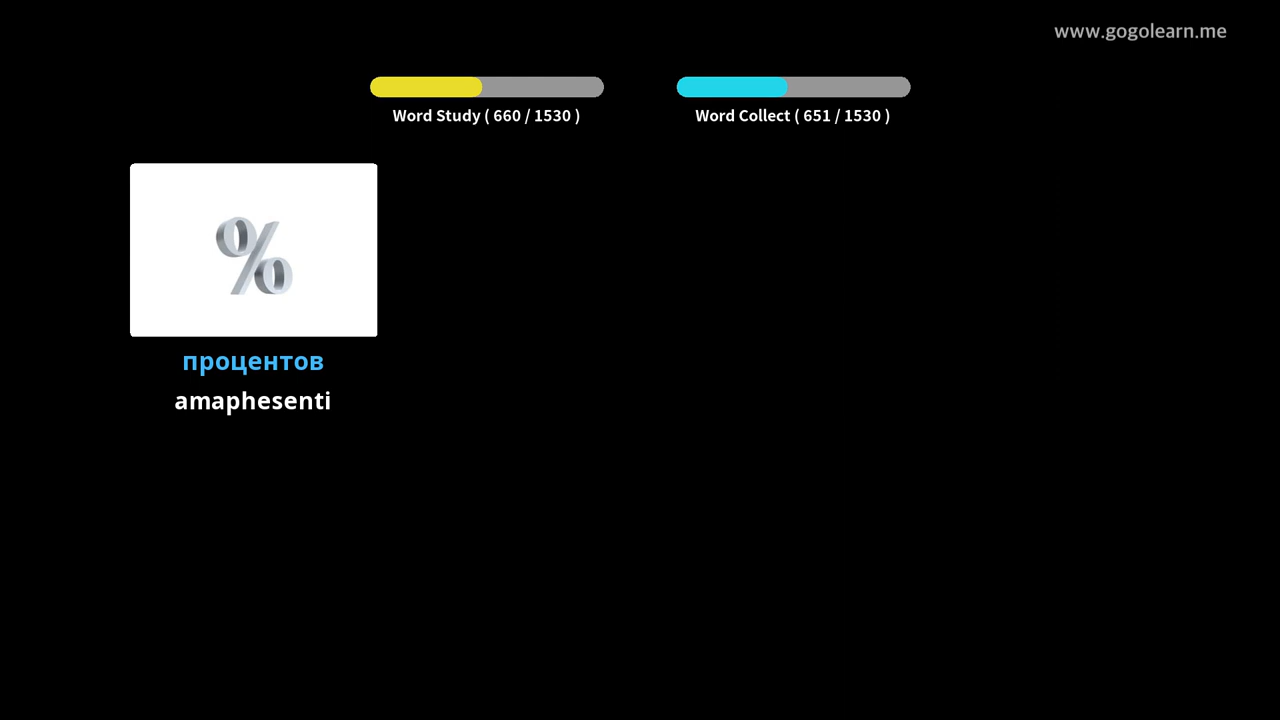 www.gogolearn.me
Word Study ( 660 / 1530 )
Word Collect ( 651 / 1530 )
%
процентов
amaphesenti